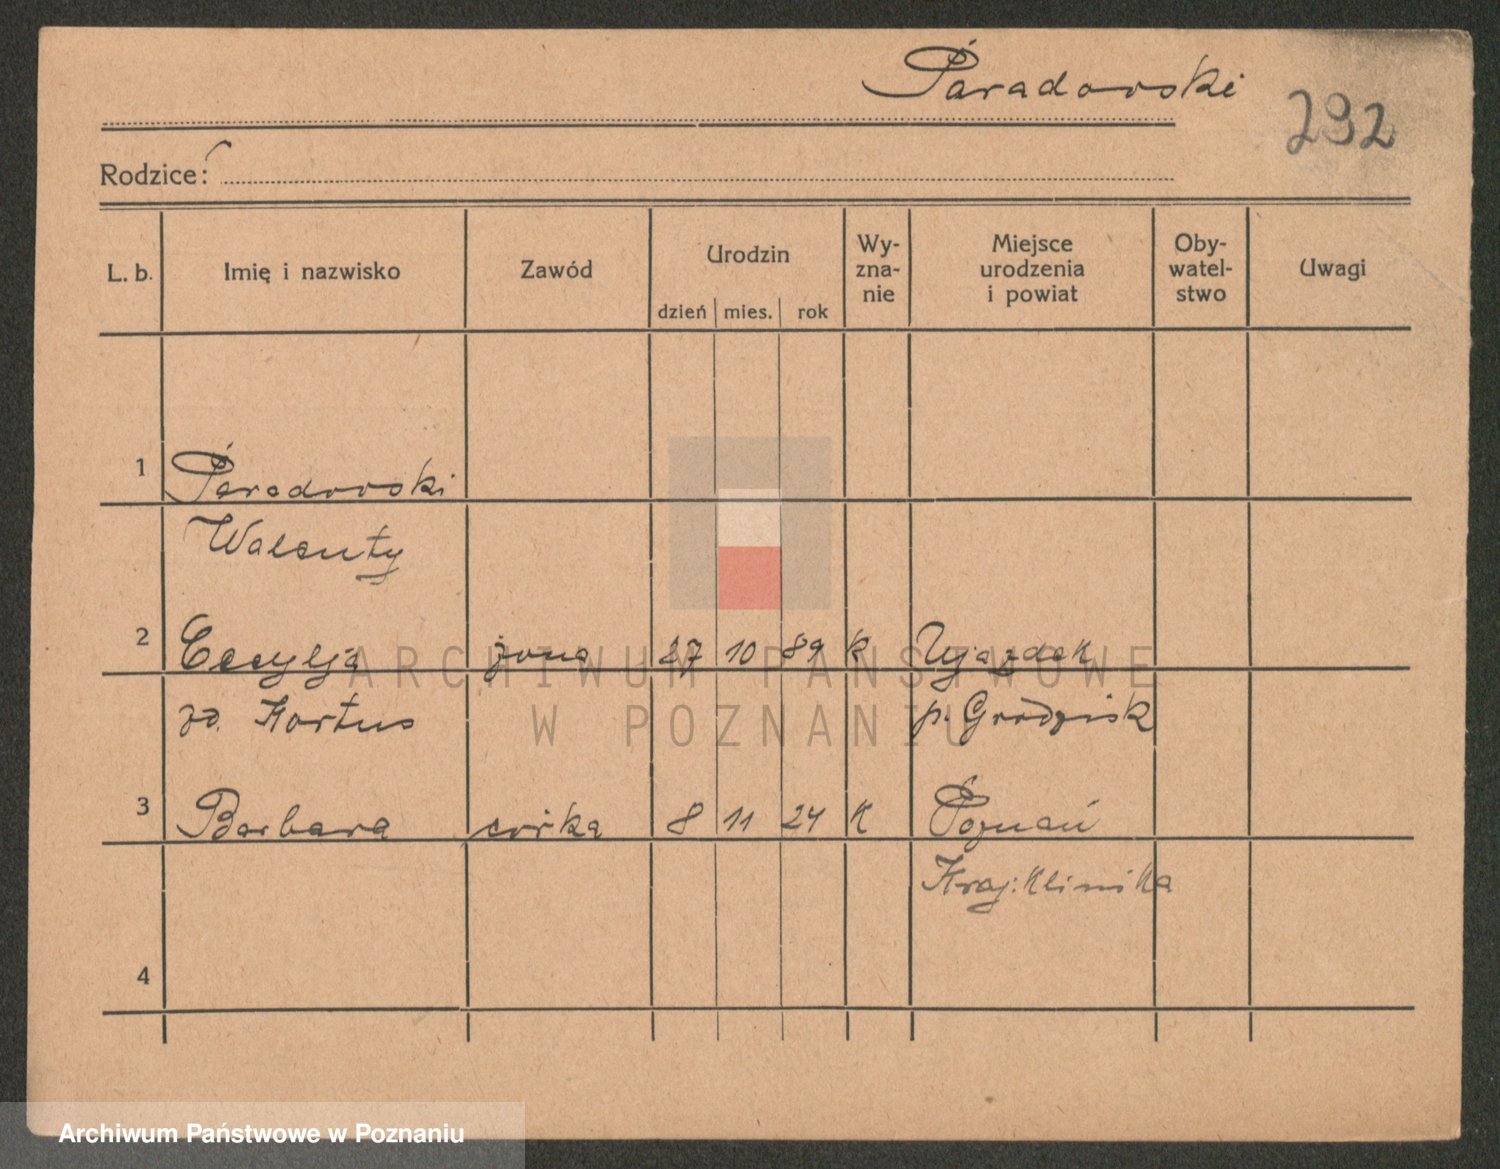 Paradowski
292
Rodzice:
L. b. Imię i nazwisko Zawód Urodzin Wy-zna-nie Miejsce urodzenia i powiat Oby-watel-stwo Uwagi
dzień mies. rok
1 Paradowski
Walenty
2 Cecylja żona 27 10 89 k Ujazdek
zd. Kortus p. Grodzisk
3 Barbara córka 8 11 24 K Poznań
Kraj: Klinika
4
ARCHIWUM PAŃSTWOWE
W POZNANIU
Archiwum Państwowe w Poznaniu